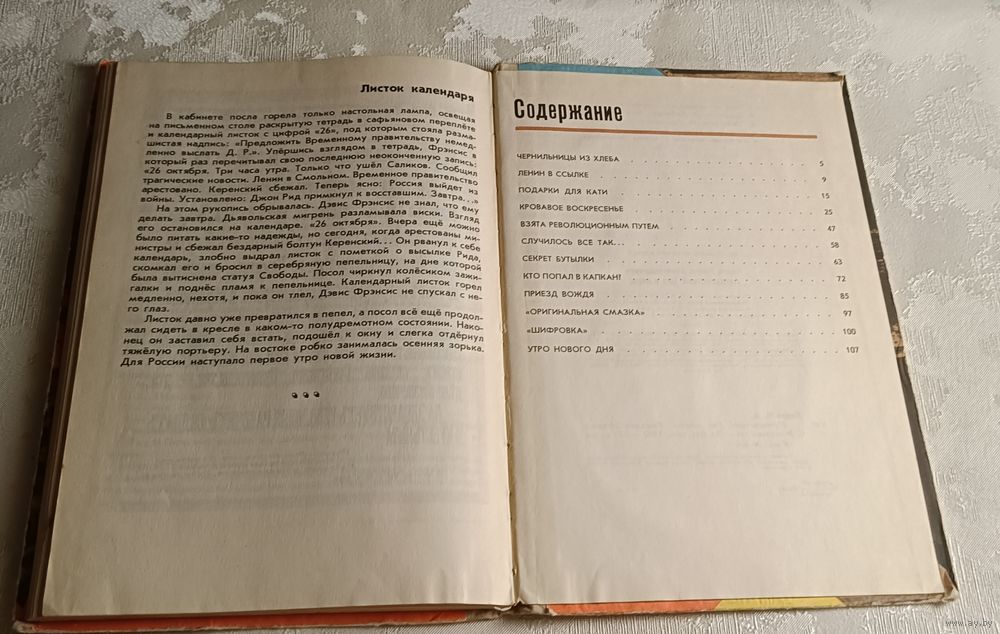 Листок календаря
В кабинете посла горела только настольная лампа, освещая
на письменном столе раскрытую тетрадь в сафьяновом переплёте
и календарный листок с цифрой «26», под которым стояла разма-
шистая надпись: «Предложить Временному правительству немед-
ленно выслать Д. Р.». Упёршись взглядом в тетрадь, Фрэнсис в
который раз перечитывал свою последнюю неоконченную запись:
«26 октября. Три часа утра. Только что ушёл Саликов. Сообщил
трагические новости. Ленин в Смольном. Временное правительство
арестовано. Керенский сбежал. Теперь ясно: Россия выйдет из
войны. Установлено: Джон Рид примкнул к восставшим. Завтра...»
На этом рукопись обрывалась. Дэвис Фрэнсис не знал, что ему
делать завтра. Дьявольская мигрень разламывала виски. Взгляд
его остановился на календаре. «26 октября». Вчера ещё можно
было питать какие-то надежды, но сегодня, когда арестованы ми-
нистры и сбежал бездарный болтун Керенский... Он рванул к себе
календарь, злобно выдрал листок с пометкой о высылке Рида,
скомкал его и бросил в серебряную пепельницу, на дне которой
была вытиснена статуя Свободы. Посол чиркнул колёсиком зажи-
галки и поднёс пламя к пепельнице. Календарный листок горел
медленно, нехотя, и пока он тлел, Дэвис Фрэнсис не спускал с не-
го глаз.
Листок давно уже превратился в пепел, а посол всё ещё продол-
жал сидеть в кресле в каком-то полудремотном состоянии. Нако-
нец он заставил себя встать, подошёл к окну и слегка отдёрнул
тяжёлую портьеру. На востоке робко занималась осенняя зорька.
Для России наступало первое утро новой жизни.
Содержание
ЧЕРНИЛЬНИЦЫ ИЗ ХЛЕБА 5
ЛЕНИН В ССЫЛКЕ 9
ПОДАРКИ ДЛЯ КАТИ 15
КРОВАВОЕ ВОСКРЕСЕНЬЕ 25
ВЗЯТА РЕВОЛЮЦИОННЫМ ПУТЕМ 47
СЛУЧИЛОСЬ ВСЕ ТАК... 58
СЕКРЕТ БУТЫЛКИ 63
КТО ПОПАЛ В КАПКАН? 72
ПРИЕЗД ВОЖДЯ 85
«ОРИГИНАЛЬНАЯ СМАЗКА» 97
«ШИФРОВКА» 100
УТРО НОВОГО ДНЯ 107
www.ay.by